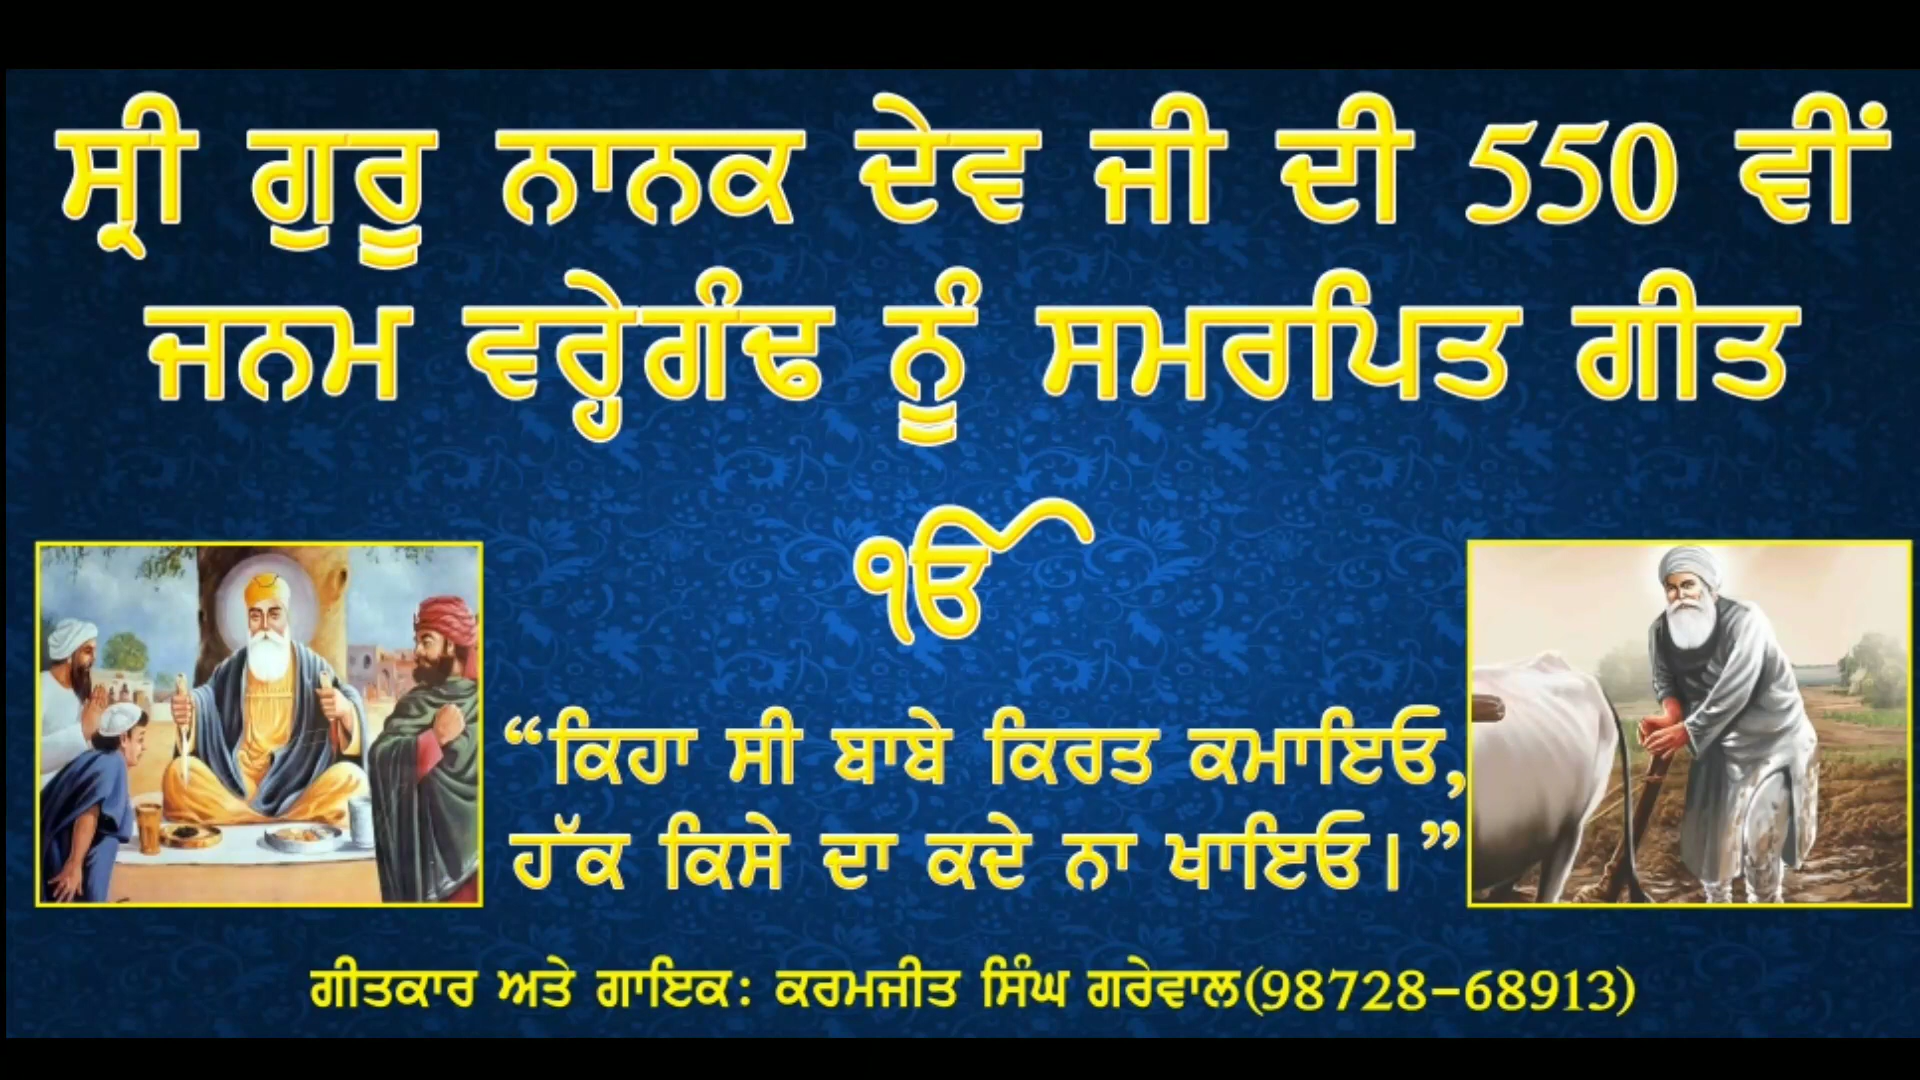 ਸ੍ਰੀ ਗੁਰੂ ਨਾਨਕ ਦੇਵ ਜੀ ਦੀ 550 ਵੀਂ
ਜਨਮ ਵਰ੍ਹੇਗੰਢ ਨੂੰ ਸਮਰਪਿਤ ਗੀਤ
ੴ
“ਕਿਹਾ ਸੀ ਬਾਬੇ ਕਿਰਤ ਕਮਾਇਓ,
ਹੱਕ ਕਿਸੇ ਦਾ ਕਦੇ ਨਾ ਖਾਇਓ।”
ਗੀਤਕਾਰ ਅਤੇ ਗਾਇਕ: ਕਰਮਜੀਤ ਸਿੰਘ ਗਰੇਵਾਲ(98728-68913)